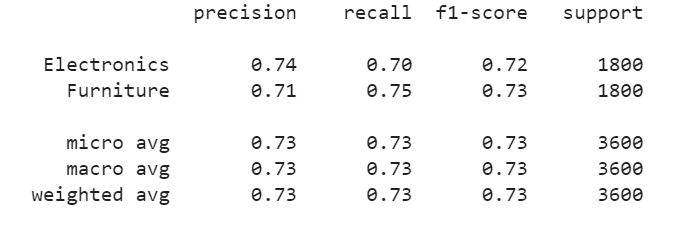 precision recall f1-score support
Electronics 0.74 0.70 0.72 1800
Furniture 0.71 0.75 0.73 1800
micro avg 0.73 0.73 0.73 3600
macro avg 0.73 0.73 0.73 3600
weighted avg 0.73 0.73 0.73 3600